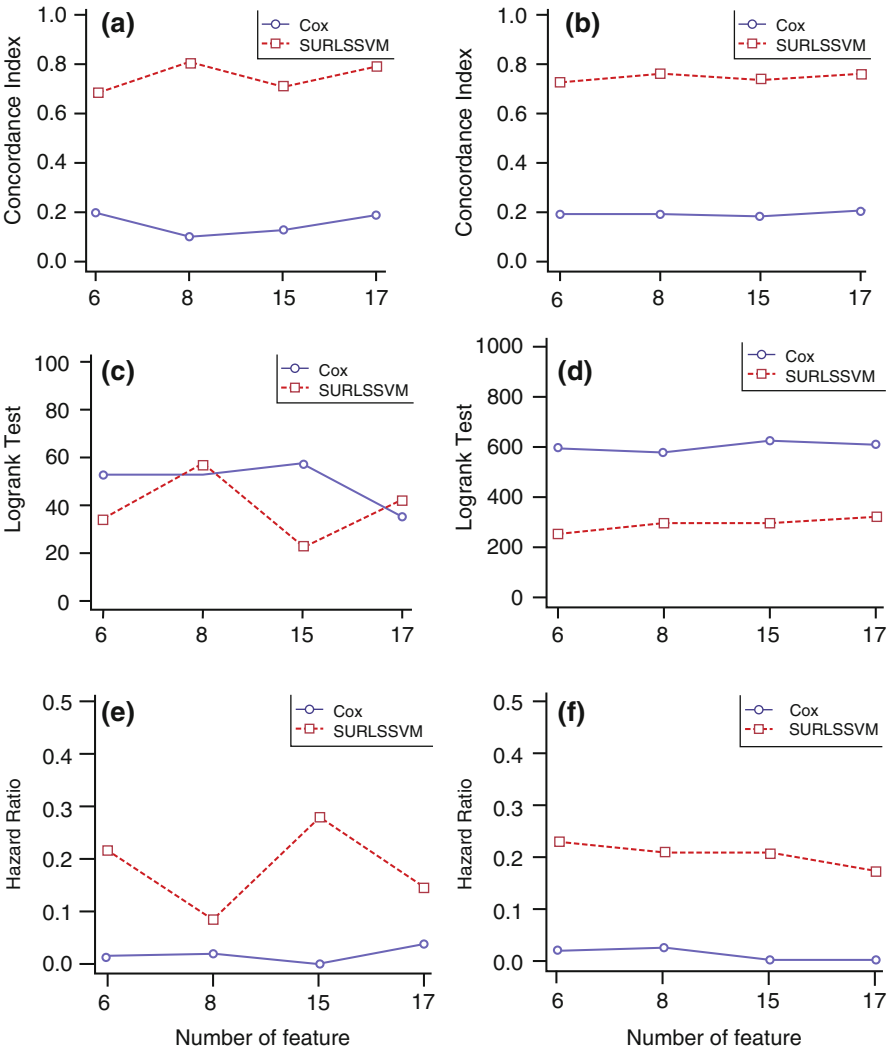 (a)
Cox
SURLSSVM
Concordance Index
1.0
0.8
0.6
0.4
0.2
0.0
6
8
15
17
(b)
Cox
SURLSSVM
Concordance Index
1.0
0.8
0.6
0.4
0.2
0.0
6
8
15
17
(c)
Cox
SURLSSVM
Logrank Test
100
80
60
40
20
0
6
8
15
17
(d)
Cox
SURLSSVM
Logrank Test
1000
800
600
400
200
0
6
8
15
17
(e)
Cox
SURLSSVM
Hazard Ratio
0.5
0.4
0.3
0.2
0.1
0.0
6
8
15
17
Number of feature
(f)
Cox
SURLSSVM
Hazard Ratio
0.5
0.4
0.3
0.2
0.1
0.0
6
8
15
17
Number of feature